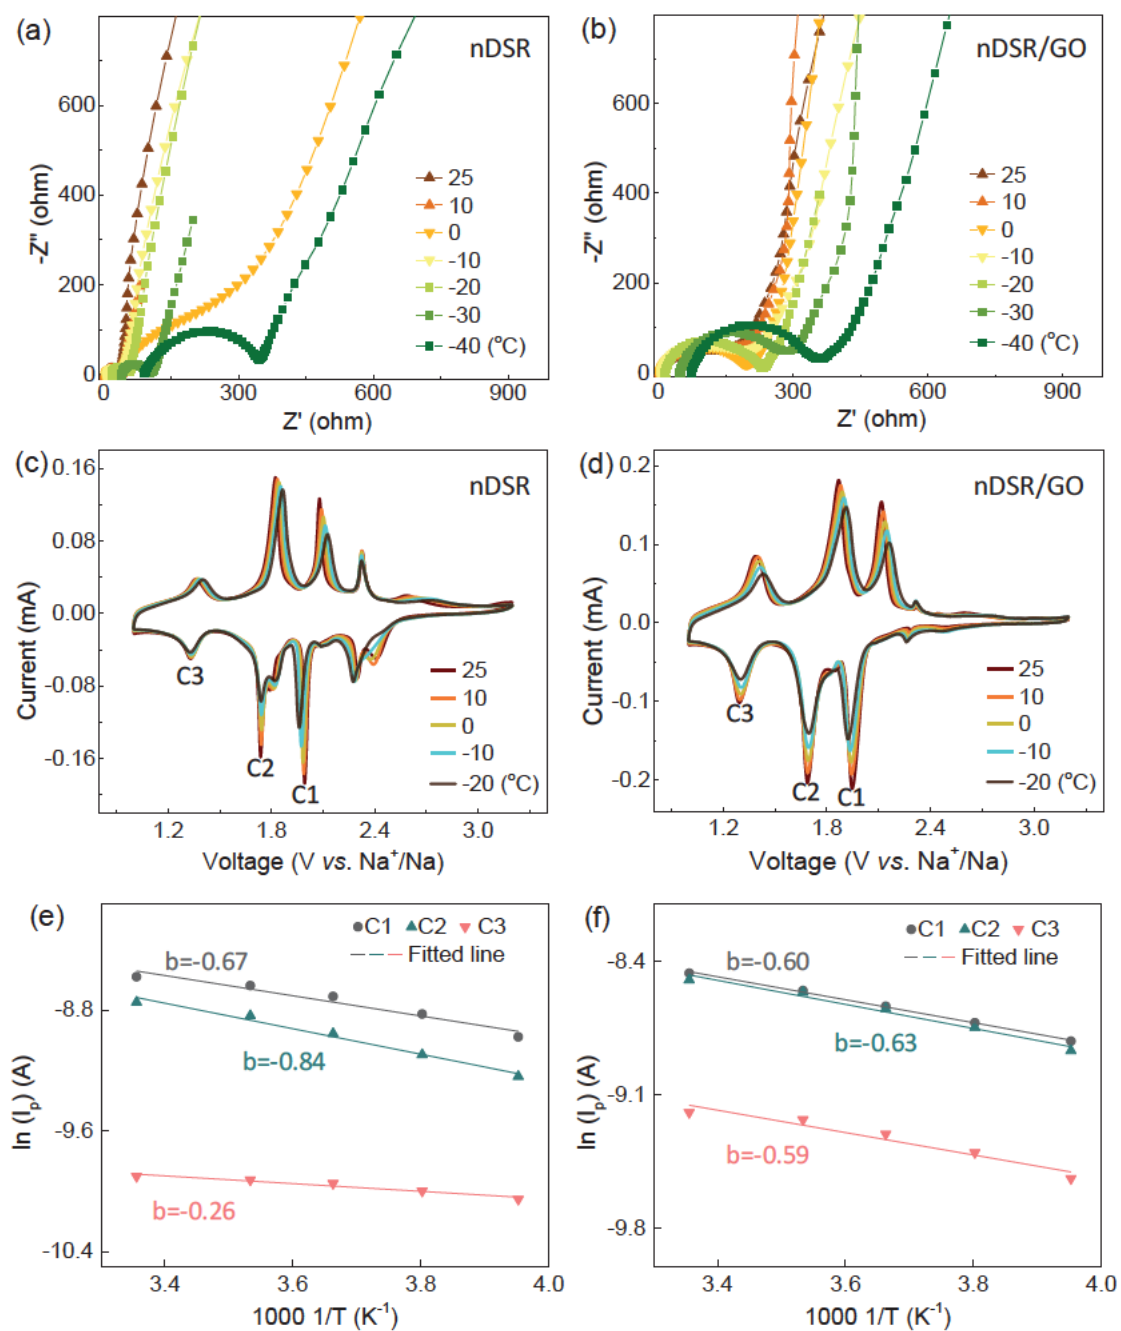 (a)
nDSR
600
400
200
0
-Z" (ohm)
25
10
0
-10
-20
-30
-40 (°C)
0
300
600
900
Z' (ohm)
(b)
nDSR/GO
600
400
200
0
-Z" (ohm)
25
10
0
-10
-20
-30
-40 (°C)
0
300
600
900
Z' (ohm)
(c)
nDSR
0.16
0.08
0.00
-0.08
-0.16
Current (mA)
C3
C2
C1
25
10
0
-10
-20 (°C)
1.2
1.8
2.4
3.0
Voltage (V vs. Na⁺/Na)
(d)
nDSR/GO
0.2
0.1
0.0
-0.1
-0.2
Current (mA)
C3
C2
C1
25
10
0
-10
-20 (°C)
1.2
1.8
2.4
3.0
Voltage (V vs. Na⁺/Na)
(e)
C1 C2 C3
Fitted line
b=-0.67
b=-0.84
b=-0.26
-8.8
-9.6
-10.4
ln (Iₚ) (A)
3.4
3.6
3.8
4.0
1000 1/T (K⁻¹)
(f)
C1 C2 C3
Fitted line
b=-0.60
b=-0.63
b=-0.59
-8.4
-9.1
-9.8
ln (Iₚ) (A)
3.4
3.6
3.8
4.0
1000 1/T (K⁻¹)